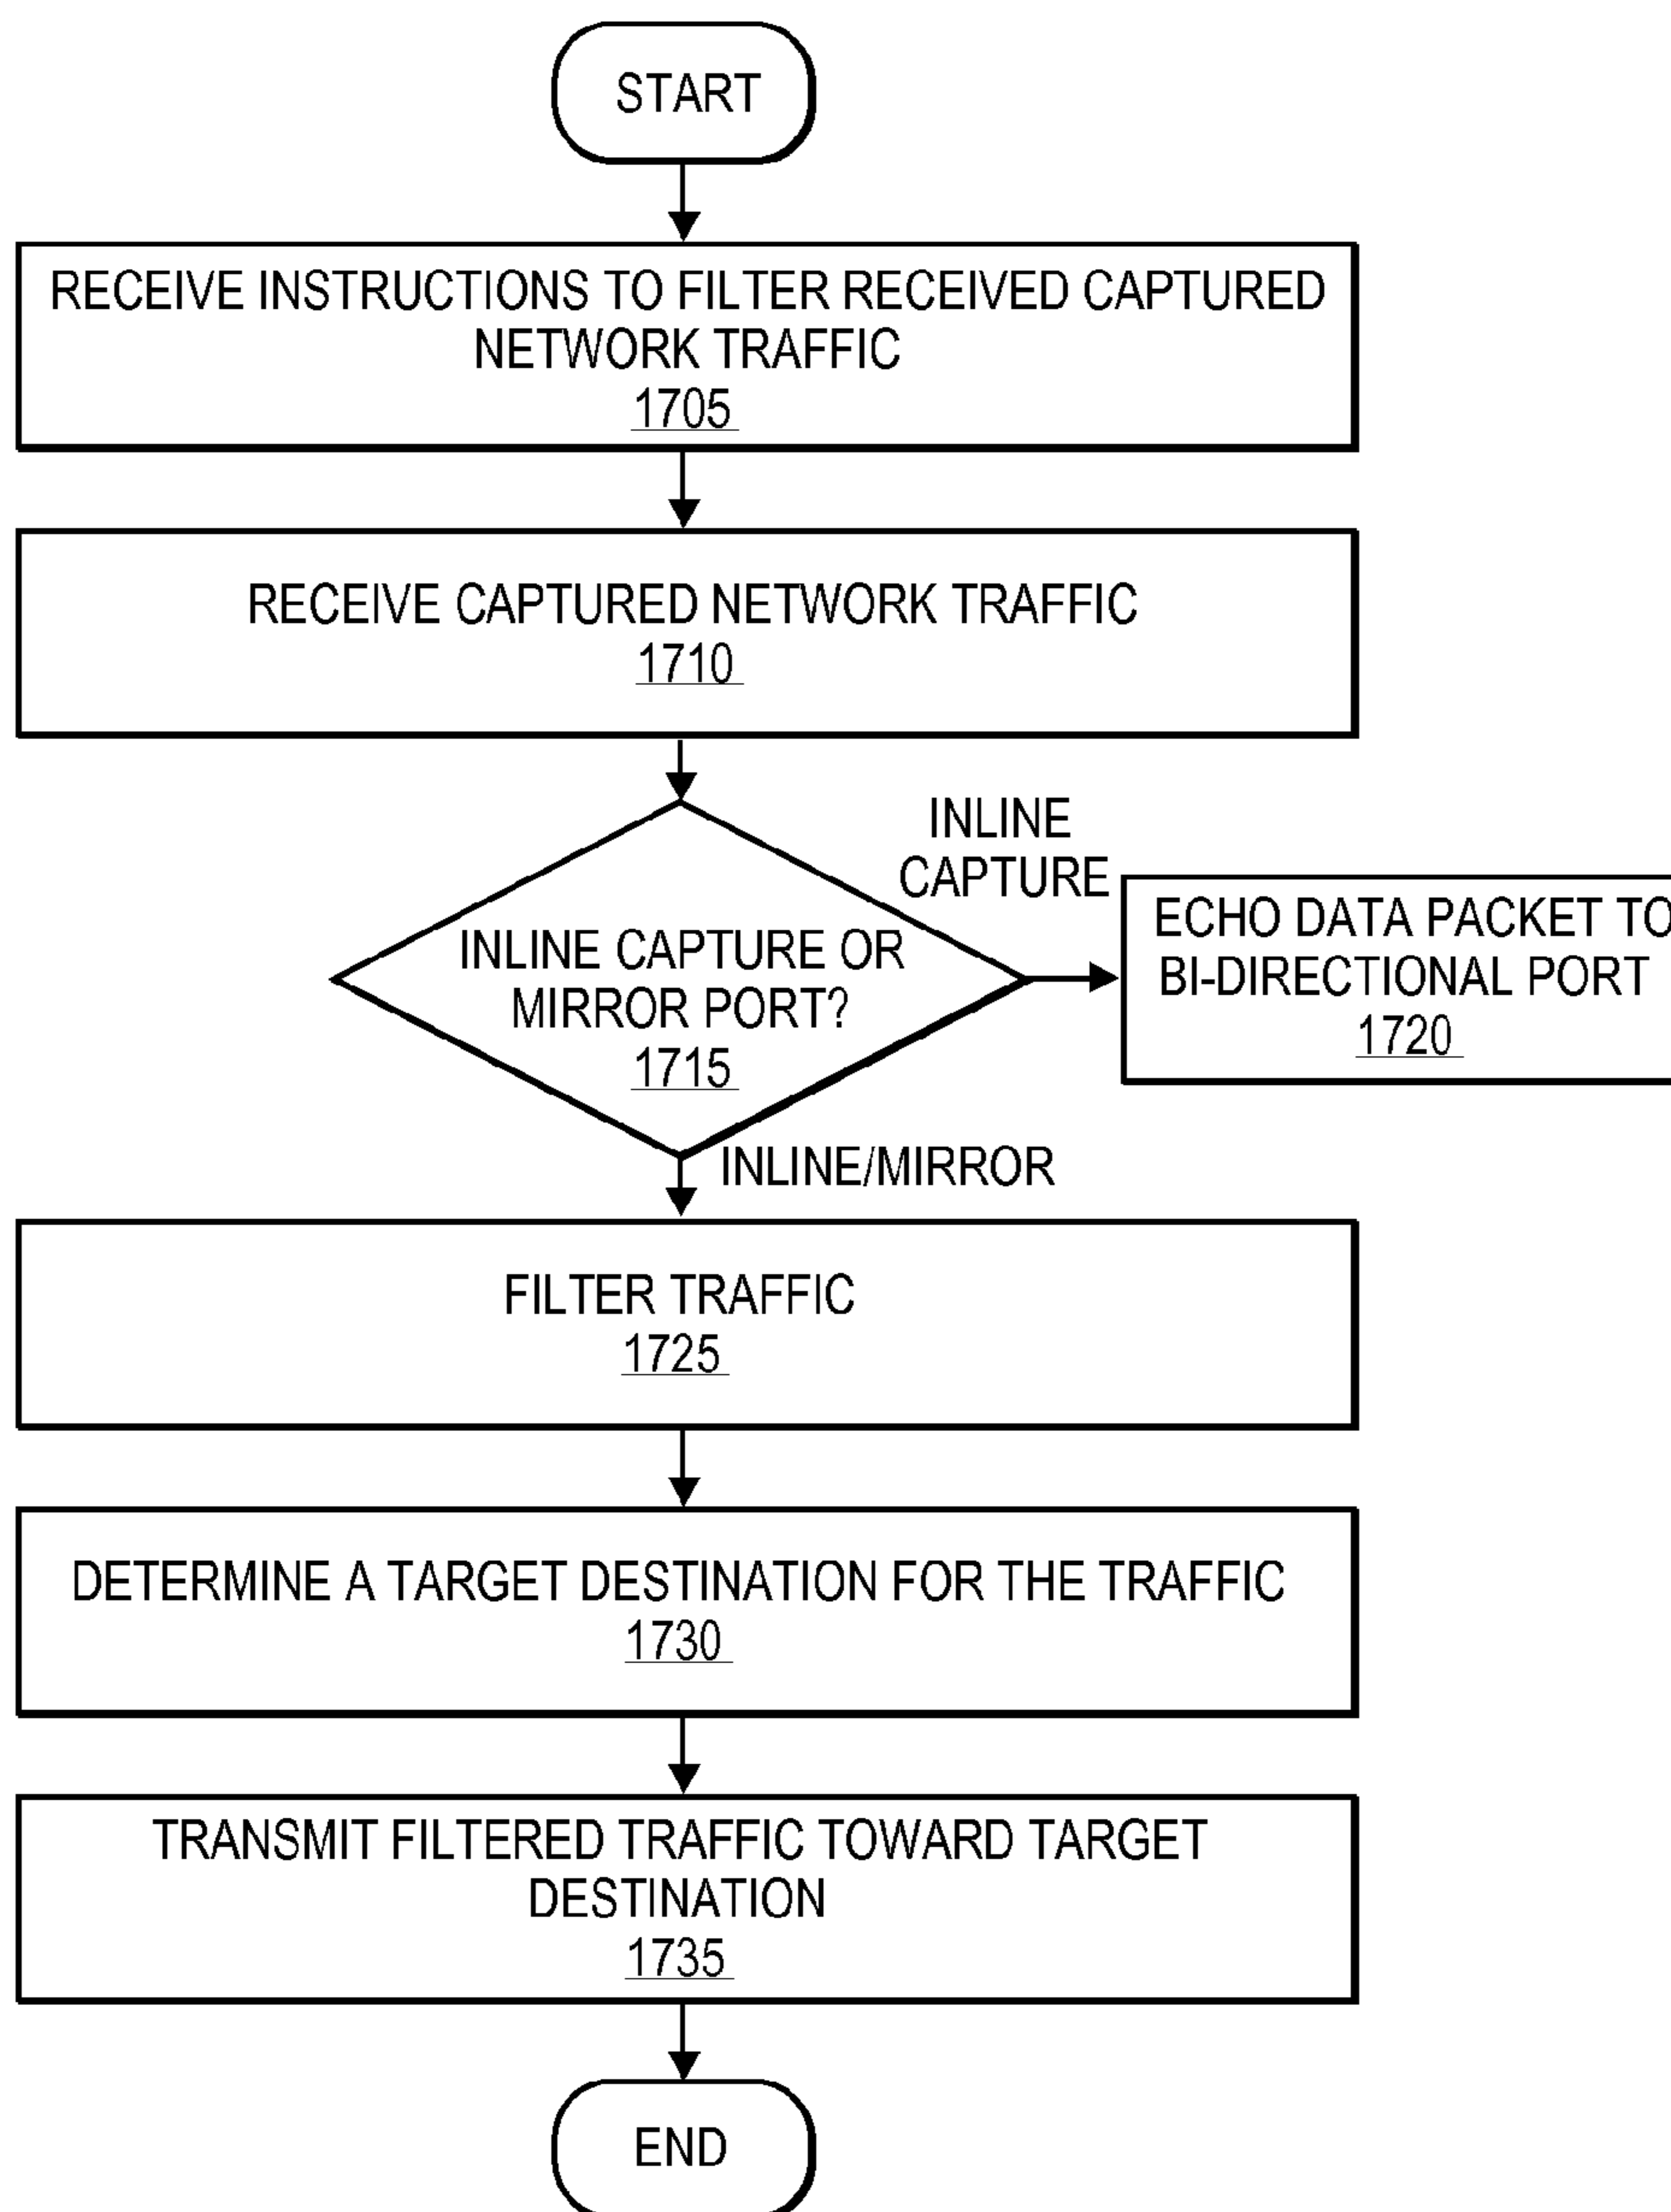 START
RECEIVE INSTRUCTIONS TO FILTER RECEIVED CAPTURED
NETWORK TRAFFIC
1705
RECEIVE CAPTURED NETWORK TRAFFIC
1710
INLINE
CAPTURE
INLINE CAPTURE OR
MIRROR PORT?
1715
ECHO DATA PACKET TO
BI-DIRECTIONAL PORT
1720
INLINE/MIRROR
FILTER TRAFFIC
1725
DETERMINE A TARGET DESTINATION FOR THE TRAFFIC
1730
TRANSMIT FILTERED TRAFFIC TOWARD TARGET
DESTINATION
1735
END